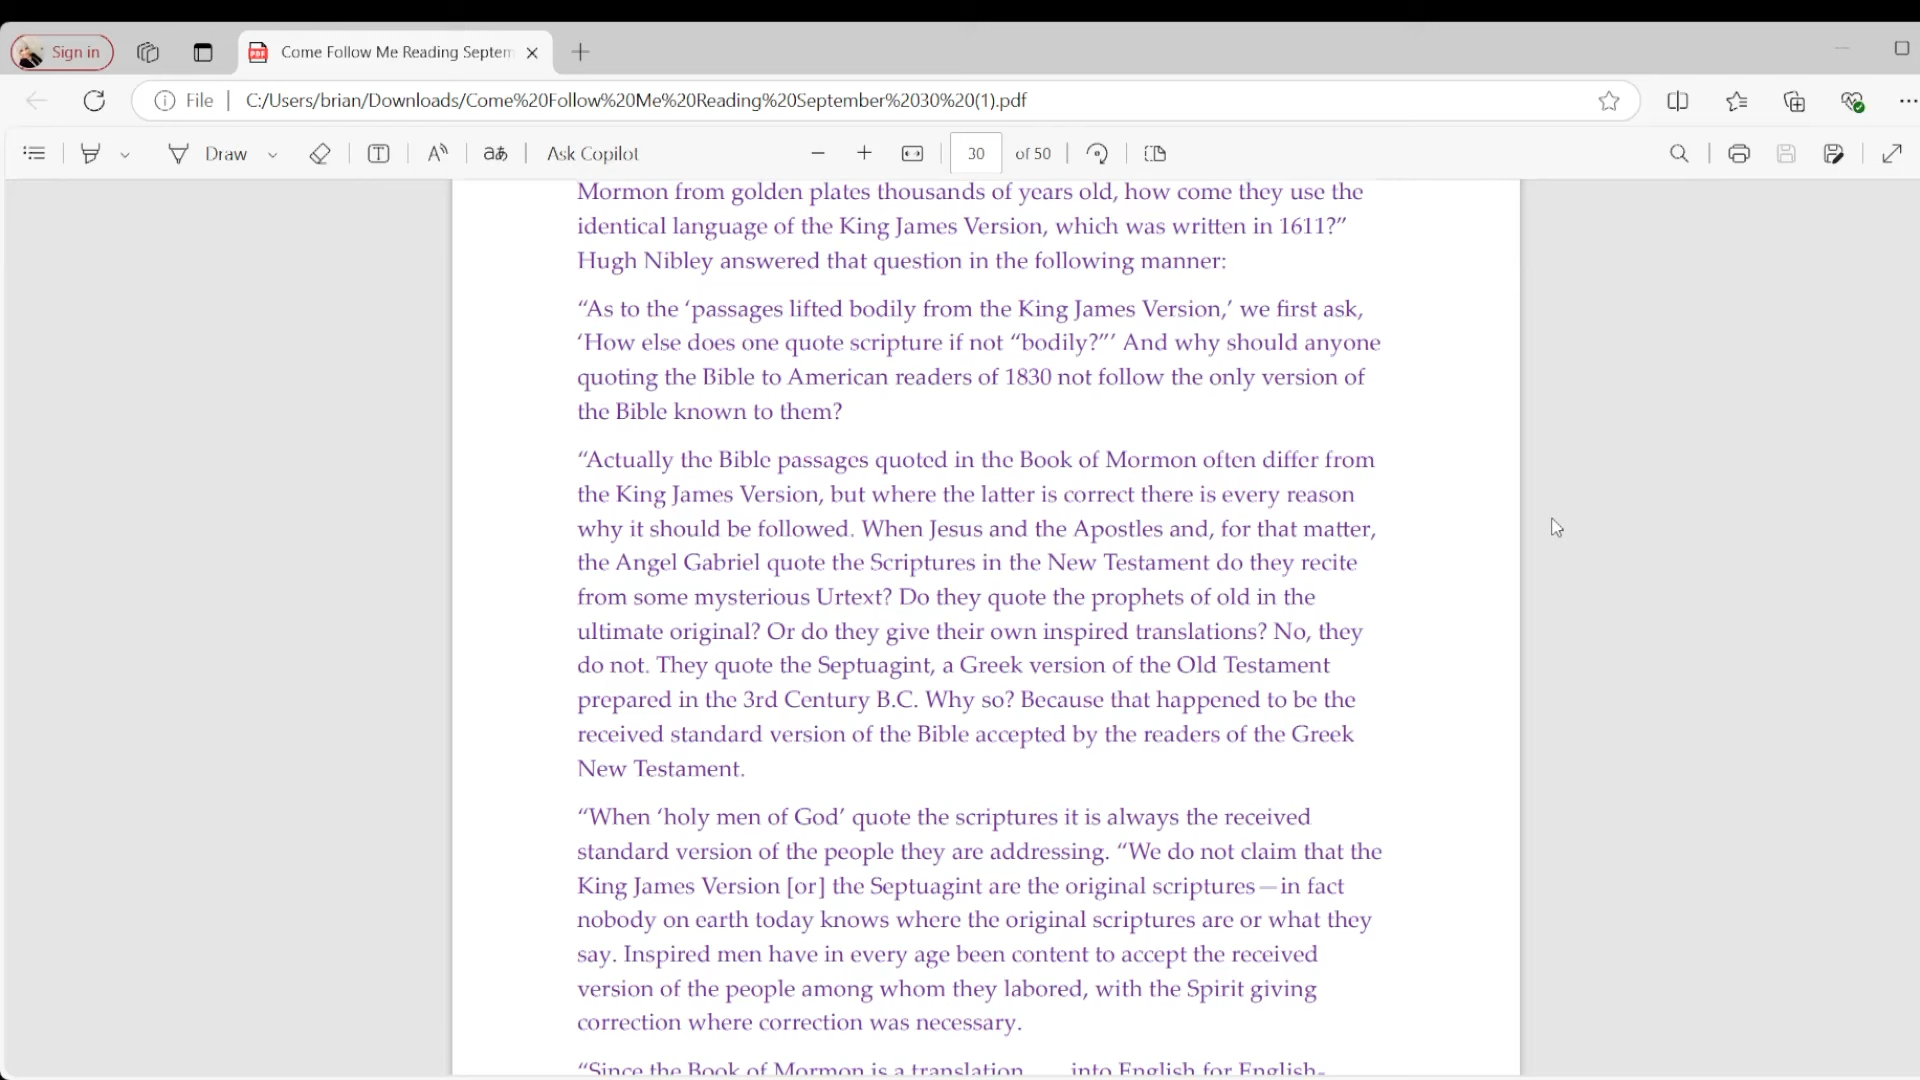 Sign in
Come Follow Me Reading Septem
File
C:/Users/brian/Downloads/Come%20Follow%20Me%20Reading%20September%2030%20(1).pdf
Draw
aあ
Ask Copilot
30
of 50
Mormon from golden plates thousands of years old, how come they use the
identical language of the King James Version, which was written in 1611?”
Hugh Nibley answered that question in the following manner:
“As to the ‘passages lifted bodily from the King James Version,’ we first ask,
‘How else does one quote scripture if not “bodily?”’ And why should anyone
quoting the Bible to American readers of 1830 not follow the only version of
the Bible known to them?
“Actually the Bible passages quoted in the Book of Mormon often differ from
the King James Version, but where the latter is correct there is every reason
why it should be followed. When Jesus and the Apostles and, for that matter,
the Angel Gabriel quote the Scriptures in the New Testament do they recite
from some mysterious Urtext? Do they quote the prophets of old in the
ultimate original? Or do they give their own inspired translations? No, they
do not. They quote the Septuagint, a Greek version of the Old Testament
prepared in the 3rd Century B.C. Why so? Because that happened to be the
received standard version of the Bible accepted by the readers of the Greek
New Testament.
“When ‘holy men of God’ quote the scriptures it is always the received
standard version of the people they are addressing. “We do not claim that the
King James Version [or] the Septuagint are the original scriptures—in fact
nobody on earth today knows where the original scriptures are or what they
say. Inspired men have in every age been content to accept the received
version of the people among whom they labored, with the Spirit giving
correction where correction was necessary.
“Since the Book of Mormon is a translation, into English for English-